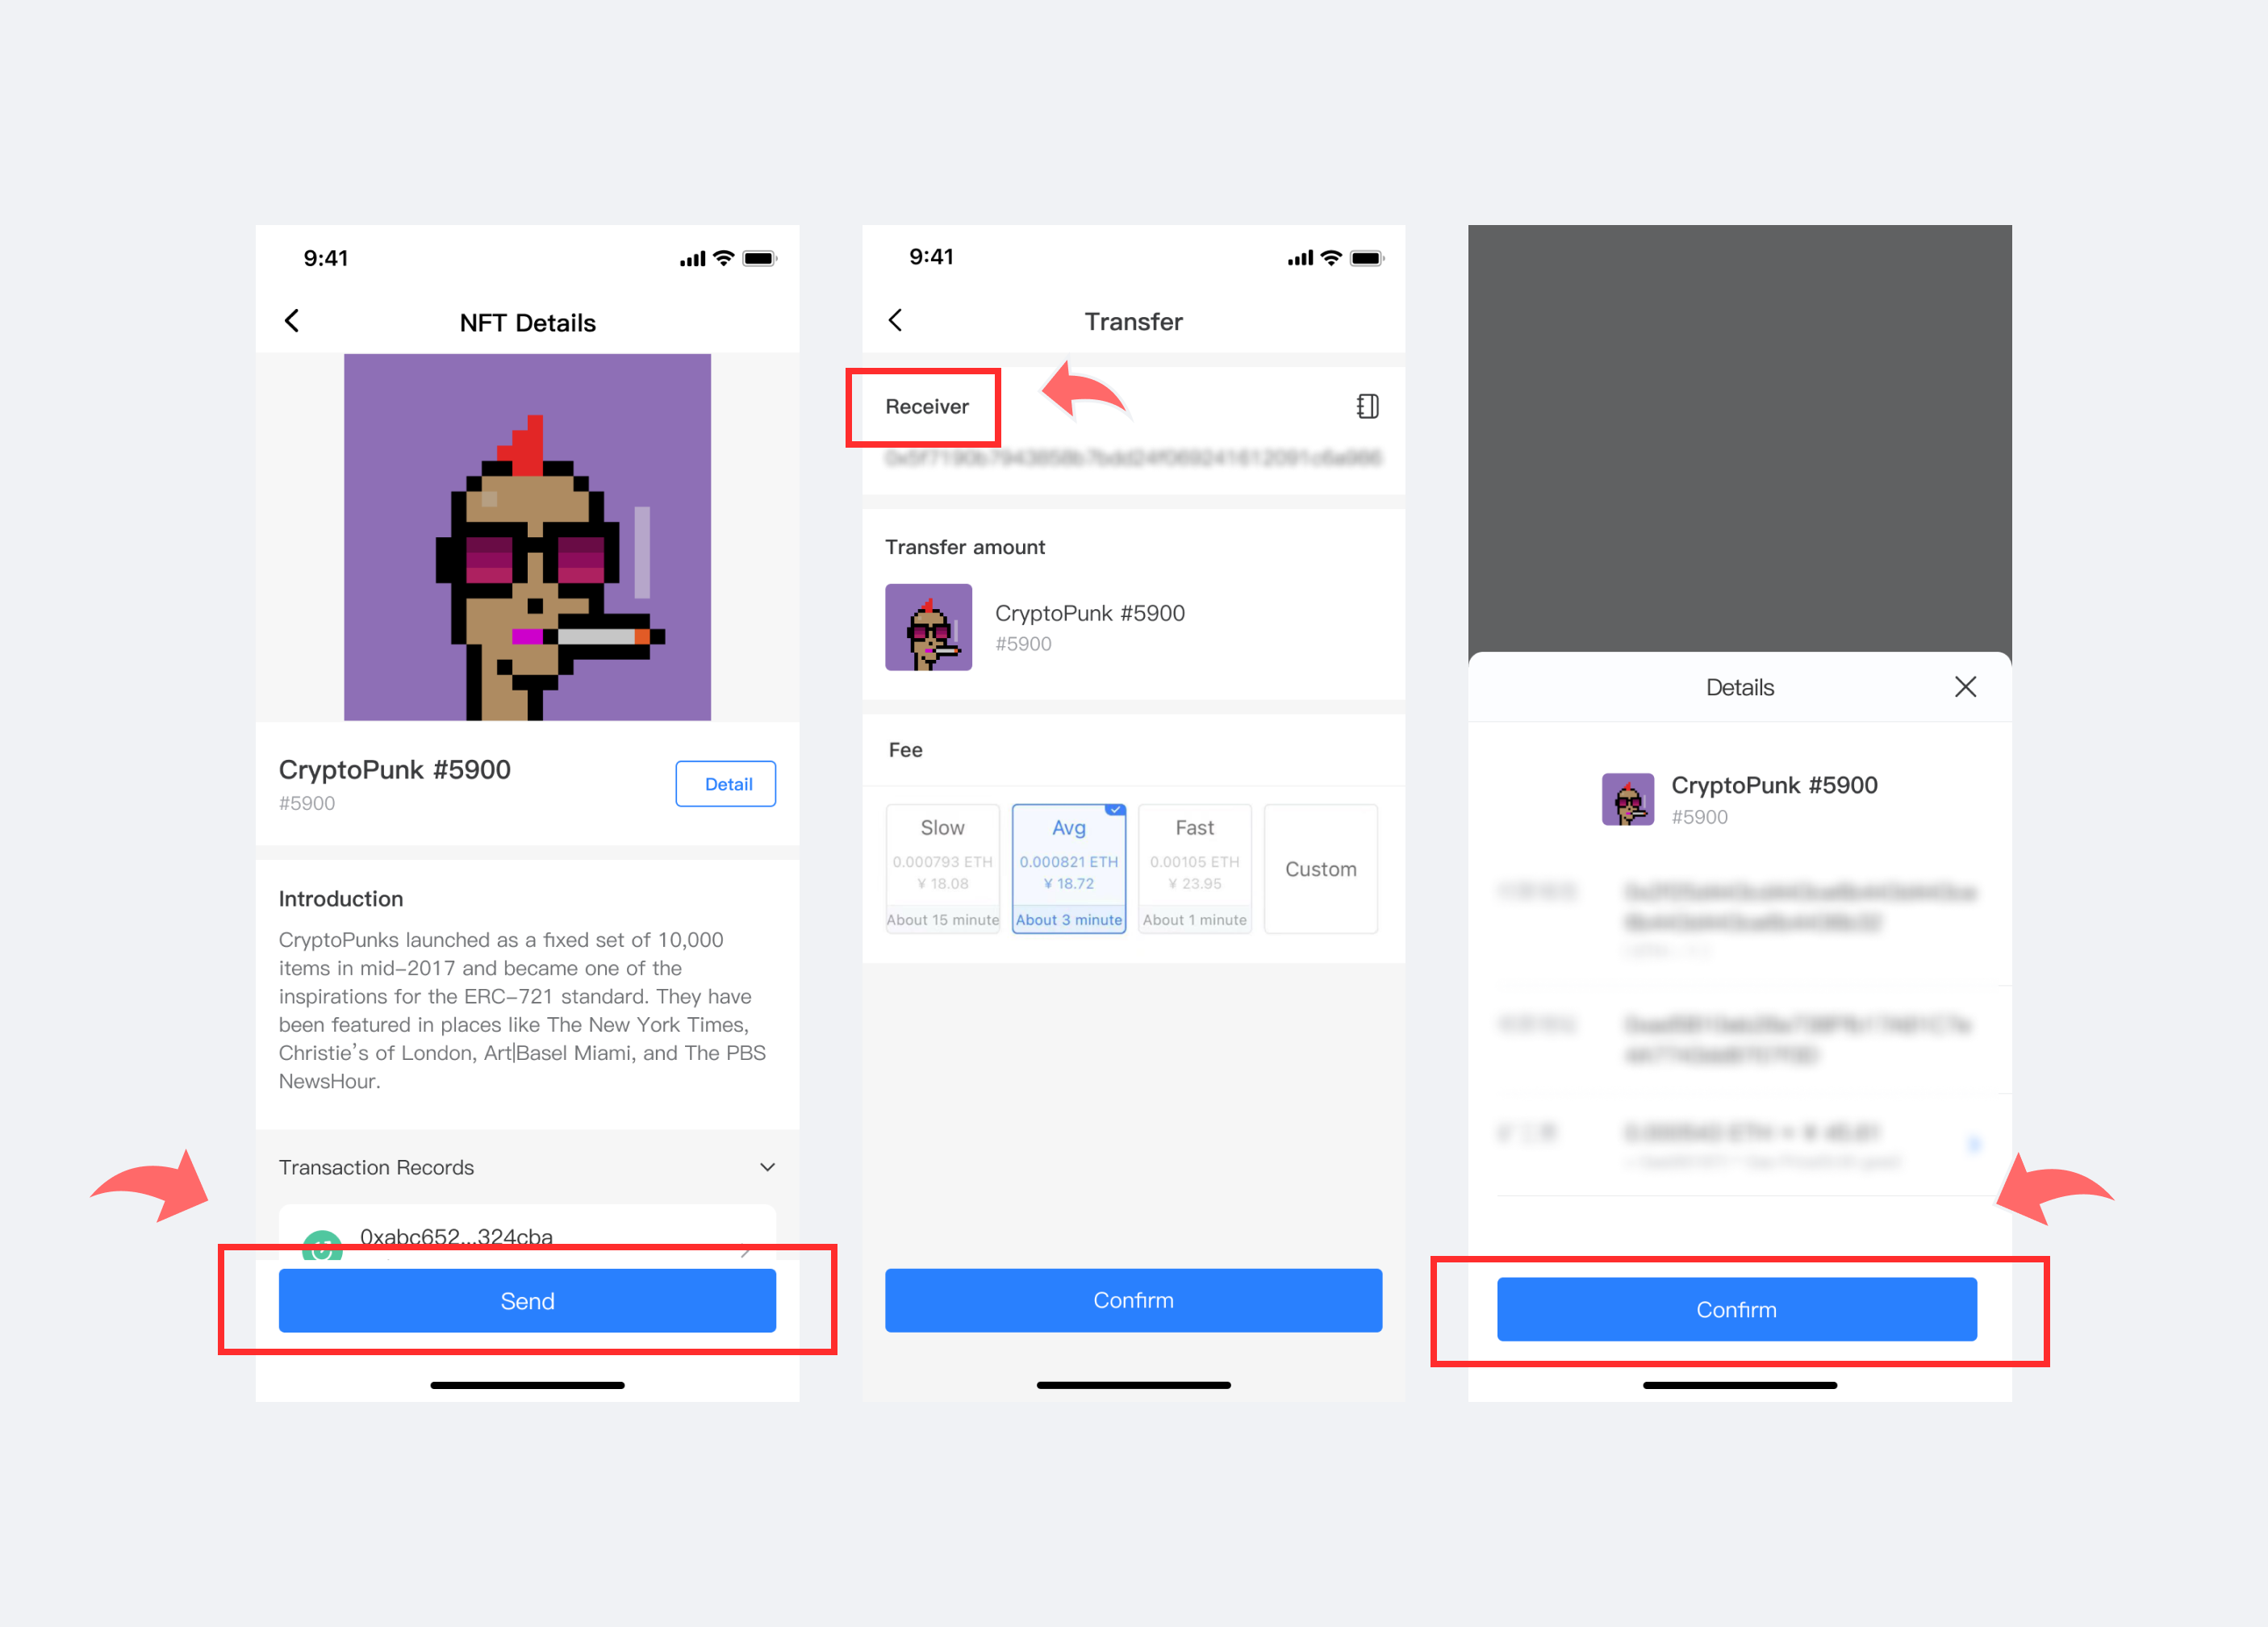 9:41
NFT Details
CryptoPunk #5900
#5900
Detail
Introduction
CryptoPunks launched as a fixed set of 10,000
items in mid-2017 and became one of the
inspirations for the ERC-721 standard. They have
been featured in places like The New York Times,
Christie's of London, Art|Basel Miami, and The PBS
NewsHour.
Transaction Records
0xabc652...324cba
Send
9:41
Transfer
Receiver
Transfer amount
CryptoPunk #5900
#5900
Fee
Slow
0.000793 ETH
¥ 18.08
About 15 minute
Avg
0.000821 ETH
¥ 18.72
About 3 minute
Fast
0.00105 ETH
¥ 23.95
About 1 minute
Custom
Confirm
Details
CryptoPunk #5900
#5900
Confirm